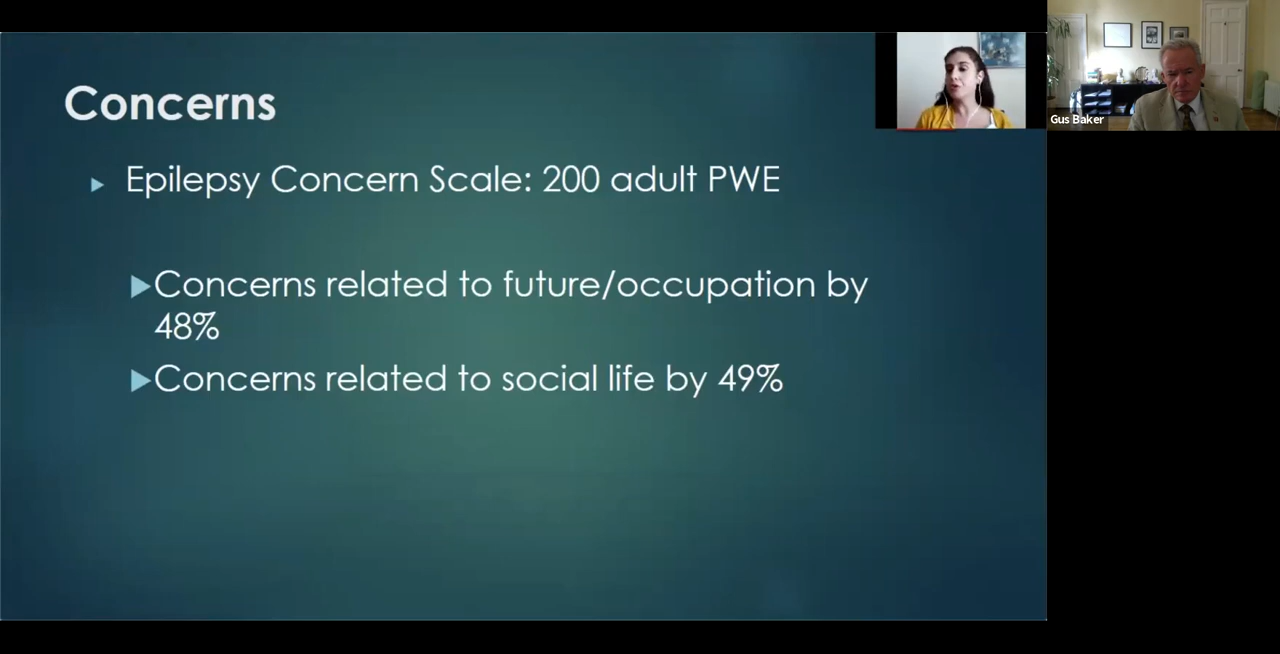 Concerns
Epilepsy Concern Scale: 200 adult PWE
Concerns related to future/occupation by
48%
Concerns related to social life by 49%
Gus Baker